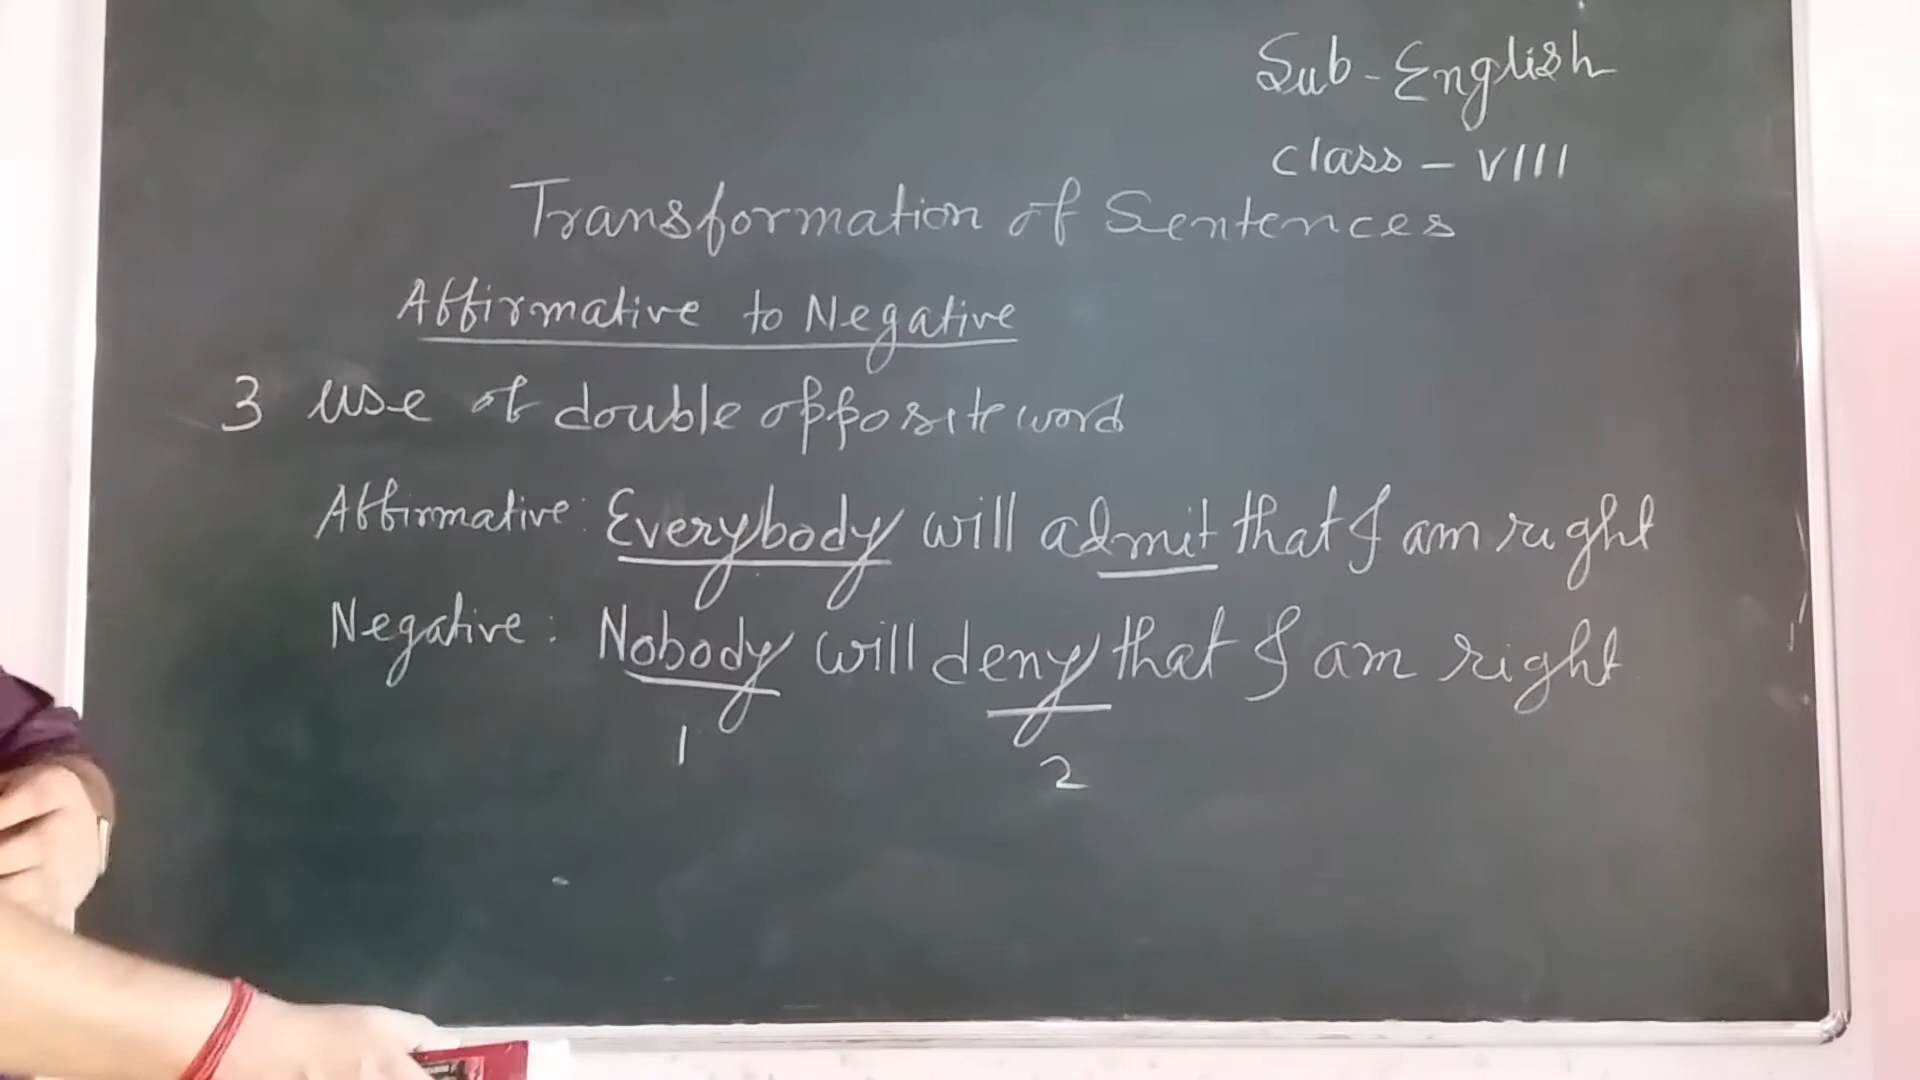 Sub - English
class - VIII
Transformation of Sentences
Affirmative to Negative
3 use of double opposite word
Affirmative: Everybody will admit that I am right
Negative: Nobody will deny that I am right
1 2